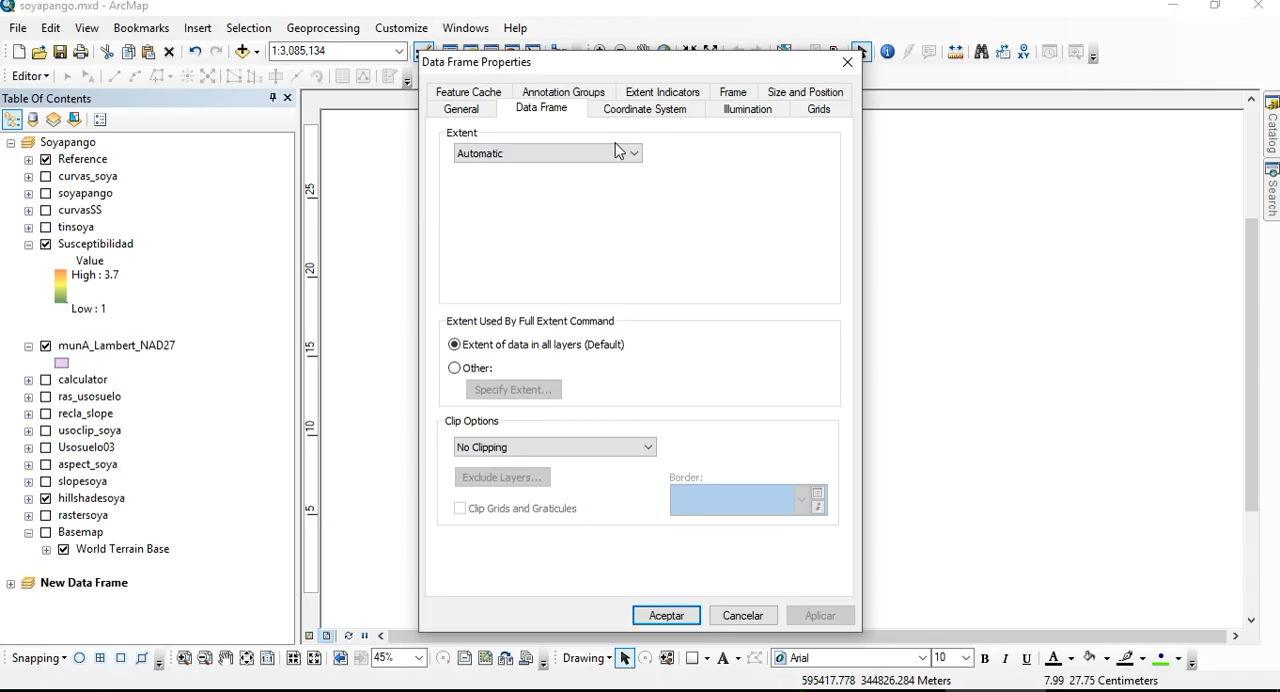 soyapango.mxd - ArcMap
File Edit View Bookmarks Insert Selection Geoprocessing Customize Windows Help
1:3,085,134
Editor
Table Of Contents
Soyapango
Reference
curvas_soya
soyapango
curvasSS
tinsoya
Susceptibilidad
Value
High : 3.7
Low : 1
munA_Lambert_NAD27
calculator
ras_usosuelo
recla_slope
usoclip_soya
Usosuelo03
aspect_soya
slopesoya
hillshadesoya
rastersoya
Basemap
World Terrain Base
New Data Frame
25
20
15
10
5
Data Frame Properties
Feature Cache Annotation Groups Extent Indicators Frame Size and Position
General Data Frame Coordinate System Illumination Grids
Extent
Automatic
Extent Used By Full Extent Command
Extent of data in all layers (Default)
Other:
Specify Extent...
Clip Options
No Clipping
Exclude Layers...
Border:
Clip Grids and Graticules
Aceptar Cancelar Aplicar
Catalog
Search
Snapping 45% Drawing A Arial 10 B I U A
595417.778 344826.284 Meters 7.99 27.75 Centimeters